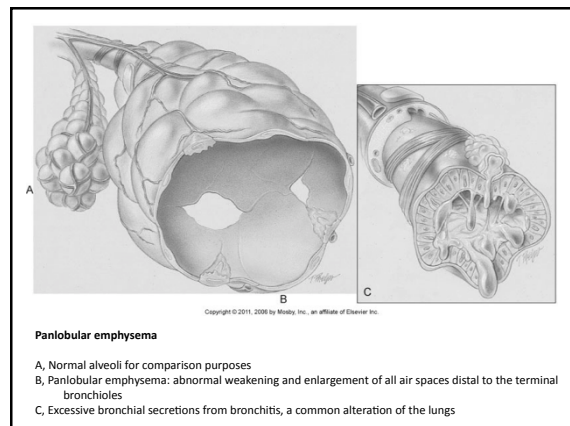 A
B
C
Copyright © 2011, 2006 by Mosby, Inc., an affiliate of Elsevier Inc.
Panlobular emphysema
A, Normal alveoli for comparison purposes
B, Panlobular emphysema: abnormal weakening and enlargement of all air spaces distal to the terminal
bronchioles
C, Excessive bronchial secretions from bronchitis, a common alteration of the lungs